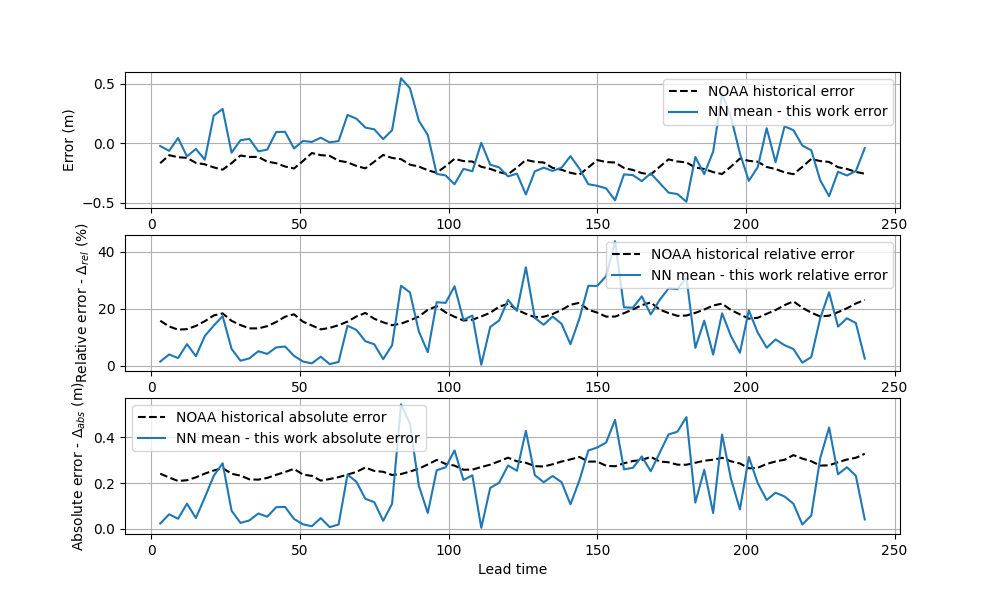 0.5
0.0
−0.5
Error (m)
NOAA historical error
NN mean - this work error
0 50 100 150 200 250
40
20
0
Relative error - Δrel (%)
NOAA historical relative error
NN mean - this work relative error
0 50 100 150 200 250
0.4
0.2
0.0
Absolute error - Δabs (m)
NOAA historical absolute error
NN mean - this work absolute error
0 50 100 150 200 250
Lead time